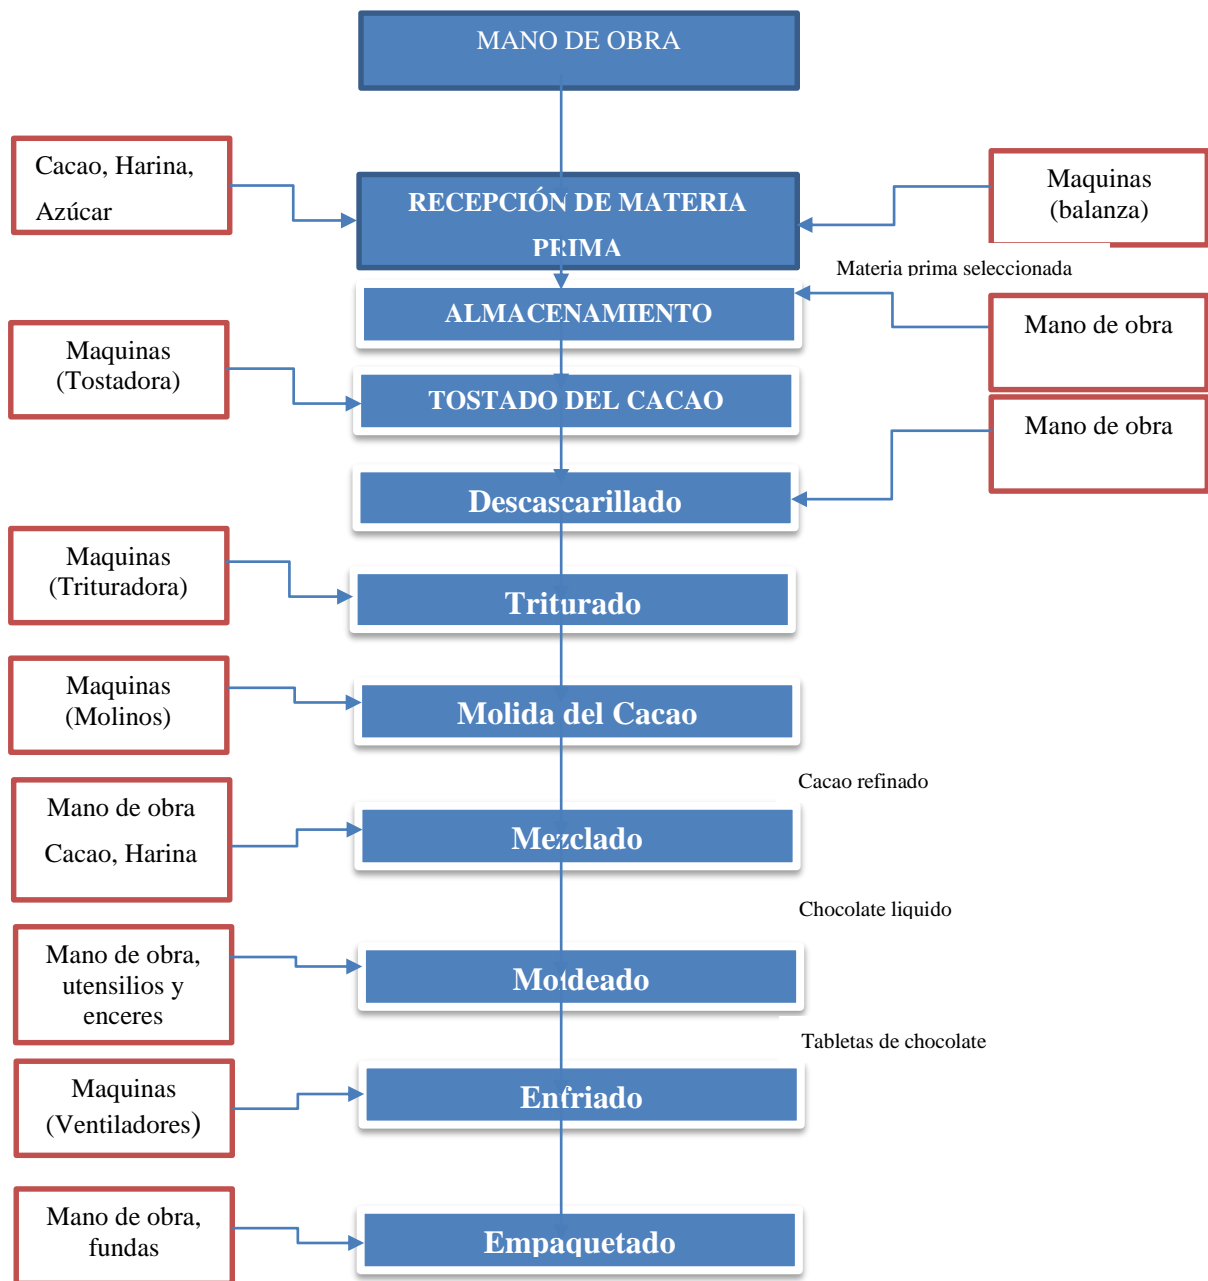 MANO DE OBRA
Cacao, Harina,
Azúcar
RECEPCIÓN DE MATERIA
PRIMA
Maquinas
(balanza)
Materia prima seleccionada
ALMACENAMIENTO
Mano de obra
Maquinas
(Tostadora)
TOSTADO DEL CACAO
Mano de obra
Descascarillado
Maquinas
(Trituradora)
Triturado
Maquinas
(Molinos)
Molida del Cacao
Cacao refinado
Mano de obra
Cacao, Harina
Mezclado
Chocolate liquido
Mano de obra,
utensilios y
enceres
Moldeado
Tabletas de chocolate
Maquinas
(Ventiladores)
Enfriado
Mano de obra,
fundas
Empaquetado